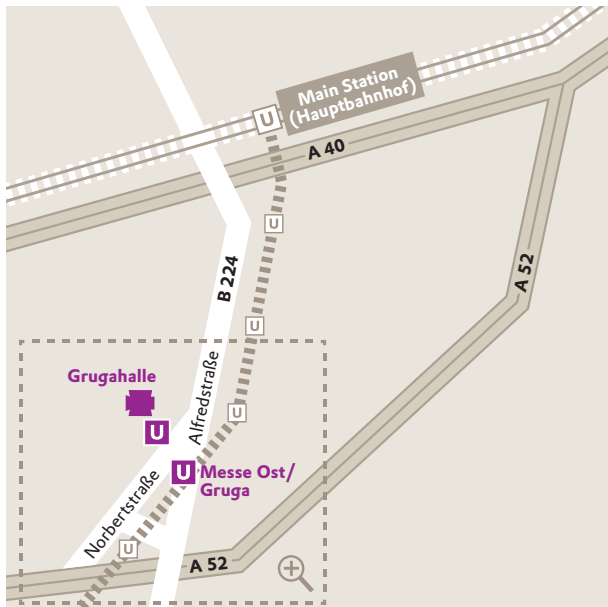 U
Main Station
(Hauptbahnhof)
A 40
U
B 224
A 52
U
Grugahalle
Alfredstraße
U
U
U
Messe Ost/
Gruga
Norbertstraße
U
A 52